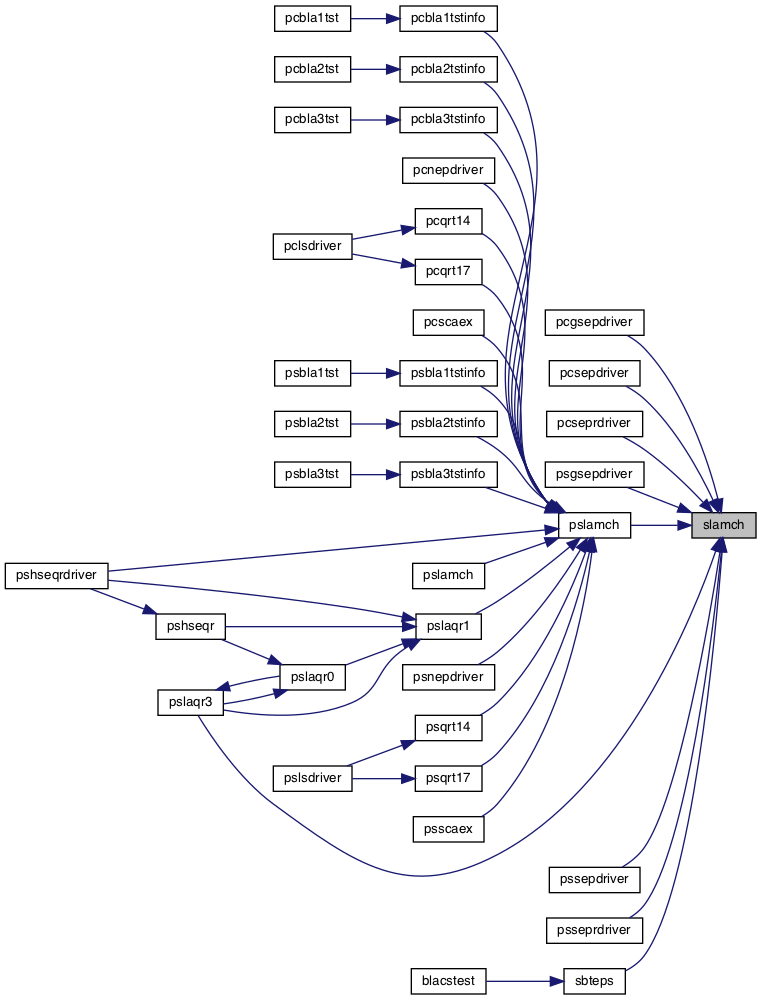 pcbla1tst
pcbla1tstinfo
pcbla2tst
pcbla2tstinfo
pcbla3tst
pcbla3tstinfo
pcnepdriver
pclsdriver
pcqrt14
pcqrt17
pcscaex
pcgsepdriver
psbla1tst
psbla1tstinfo
pcsepdriver
psbla2tst
psbla2tstinfo
pcseprdriver
psbla3tst
psbla3tstinfo
psgsepdriver
pslamch
slamch
pshseqrdriver
pslamch
pshseqr
pslaqr1
pslaqr0
psnepdriver
pslaqr3
psqrt14
pslsdriver
psqrt17
psscaex
pssepdriver
psseprdriver
blacstest
sbteps